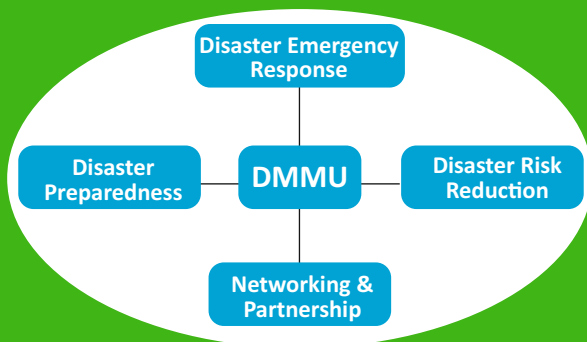 Disaster Emergency
Response
Disaster
Preparedness
DMMU
Disaster Risk
Reduction
Networking &
Partnership